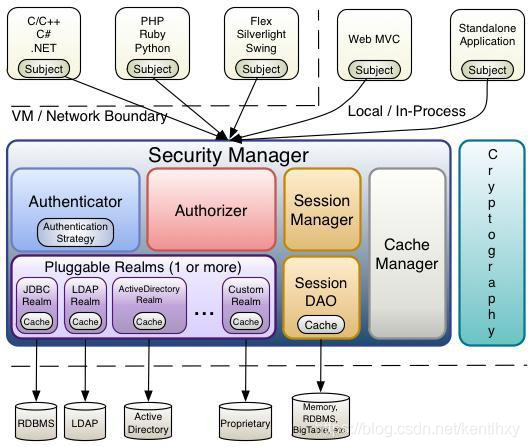 C/C++
C#
.NET
Subject
PHP
Ruby
Python
Subject
Flex
Silverlight
Swing
Subject
Web MVC
Subject
Standalone
Application
Subject
VM / Network Boundary
Local / In-Process
Security Manager
Authenticator
Authentication
Strategy
Authorizer
Session
Manager
Cache
Manager
Cryptography
Pluggable Realms (1 or more)
JDBC
Realm
Cache
LDAP
Realm
Cache
ActiveDirectory
Realm
Cache
...
Custom
Realm
Cache
Session
DAO
Cache
RDBMS
LDAP
Active
Directory
Proprietary
Memory,
RDBMS,
BigTable, etc.
https://blog.csdn.net/kentlhxy